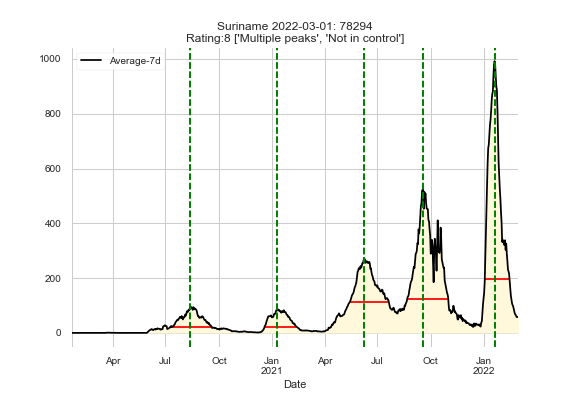 Suriname 2022-03-01: 78294
Rating:8 ['Multiple peaks', 'Not in control']
Average-7d
1000
800
600
400
200
0
Apr Jul Oct Jan Apr Jul Oct Jan
2021 2022
Date